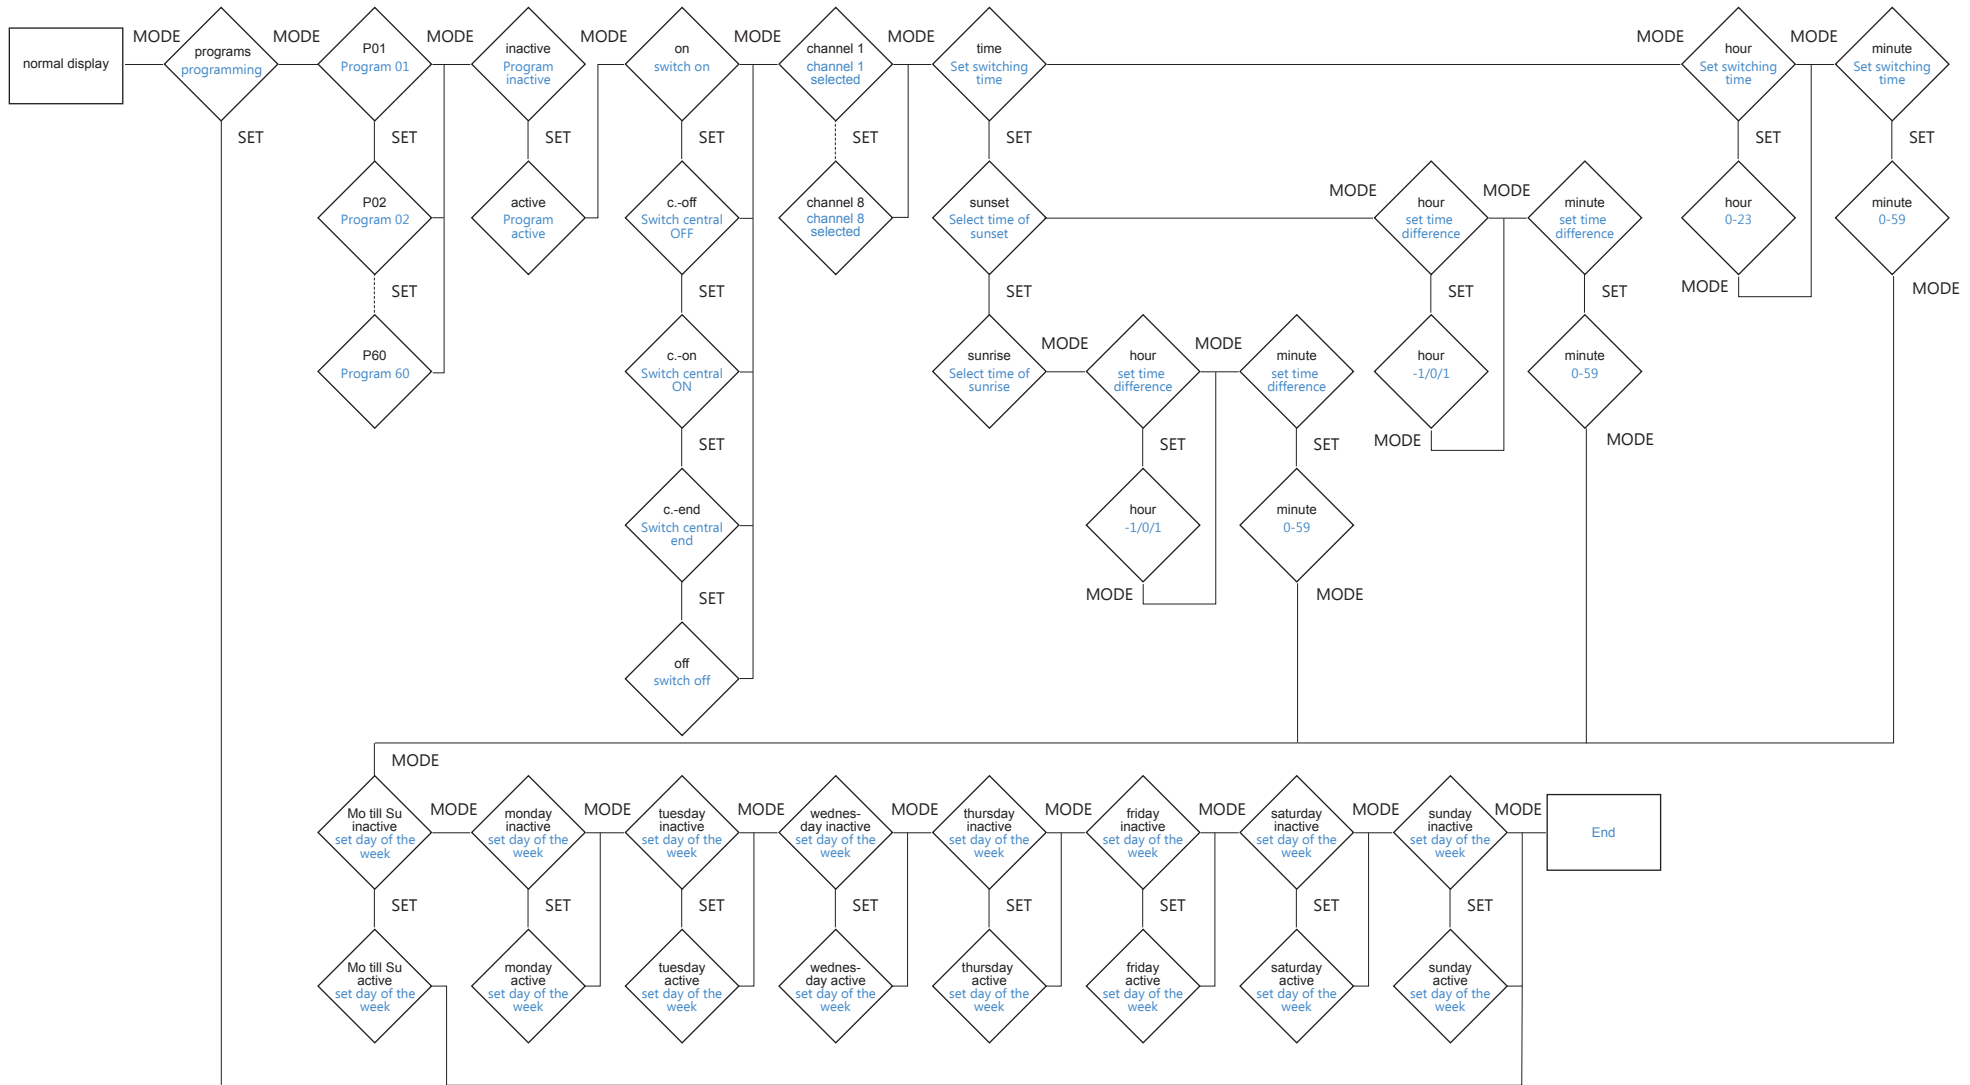 normal display
MODE
programs
programming
MODE
P01
Program 01
MODE
inactive
Program
inactive
MODE
on
switch on
MODE
channel 1
channel 1
selected
MODE
time
Set switching
time
MODE
hour
Set switching
time
MODE
minute
Set switching
time
SET
SET
SET
SET
SET
SET
SET
SET
P02
Program 02
active
Program
active
c.-off
Switch central
OFF
channel 8
channel 8
selected
sunset
Select time of
sunset
MODE
hour
set time
difference
MODE
minute
set time
difference
hour
0-23
minute
0-59
SET
SET
SET
SET
SET
MODE
MODE
P60
Program 60
c.-on
Switch central
ON
sunrise
Select time of
sunrise
MODE
hour
set time
difference
MODE
minute
set time
difference
hour
-1/0/1
minute
0-59
SET
SET
SET
MODE
MODE
c.-end
Switch central
end
hour
-1/0/1
minute
0-59
SET
MODE
MODE
off
switch off
MODE
Mo till Su
inactive
set day of the
week
MODE
monday
inactive
set day of the
week
MODE
tuesday
inactive
set day of the
week
MODE
wednes-
day inactive
set day of the
week
MODE
thursday
inactive
set day of the
week
MODE
friday
inactive
set day of the
week
MODE
saturday
inactive
set day of the
week
MODE
sunday
inactive
set day of the
week
MODE
End
SET
SET
SET
SET
SET
SET
SET
SET
Mo till Su
active
set day of the
week
monday
active
set day of the
week
tuesday
active
set day of the
week
wednes-
day active
set day of the
week
thursday
active
set day of the
week
friday
active
set day of the
week
saturday
active
set day of the
week
sunday
active
set day of the
week